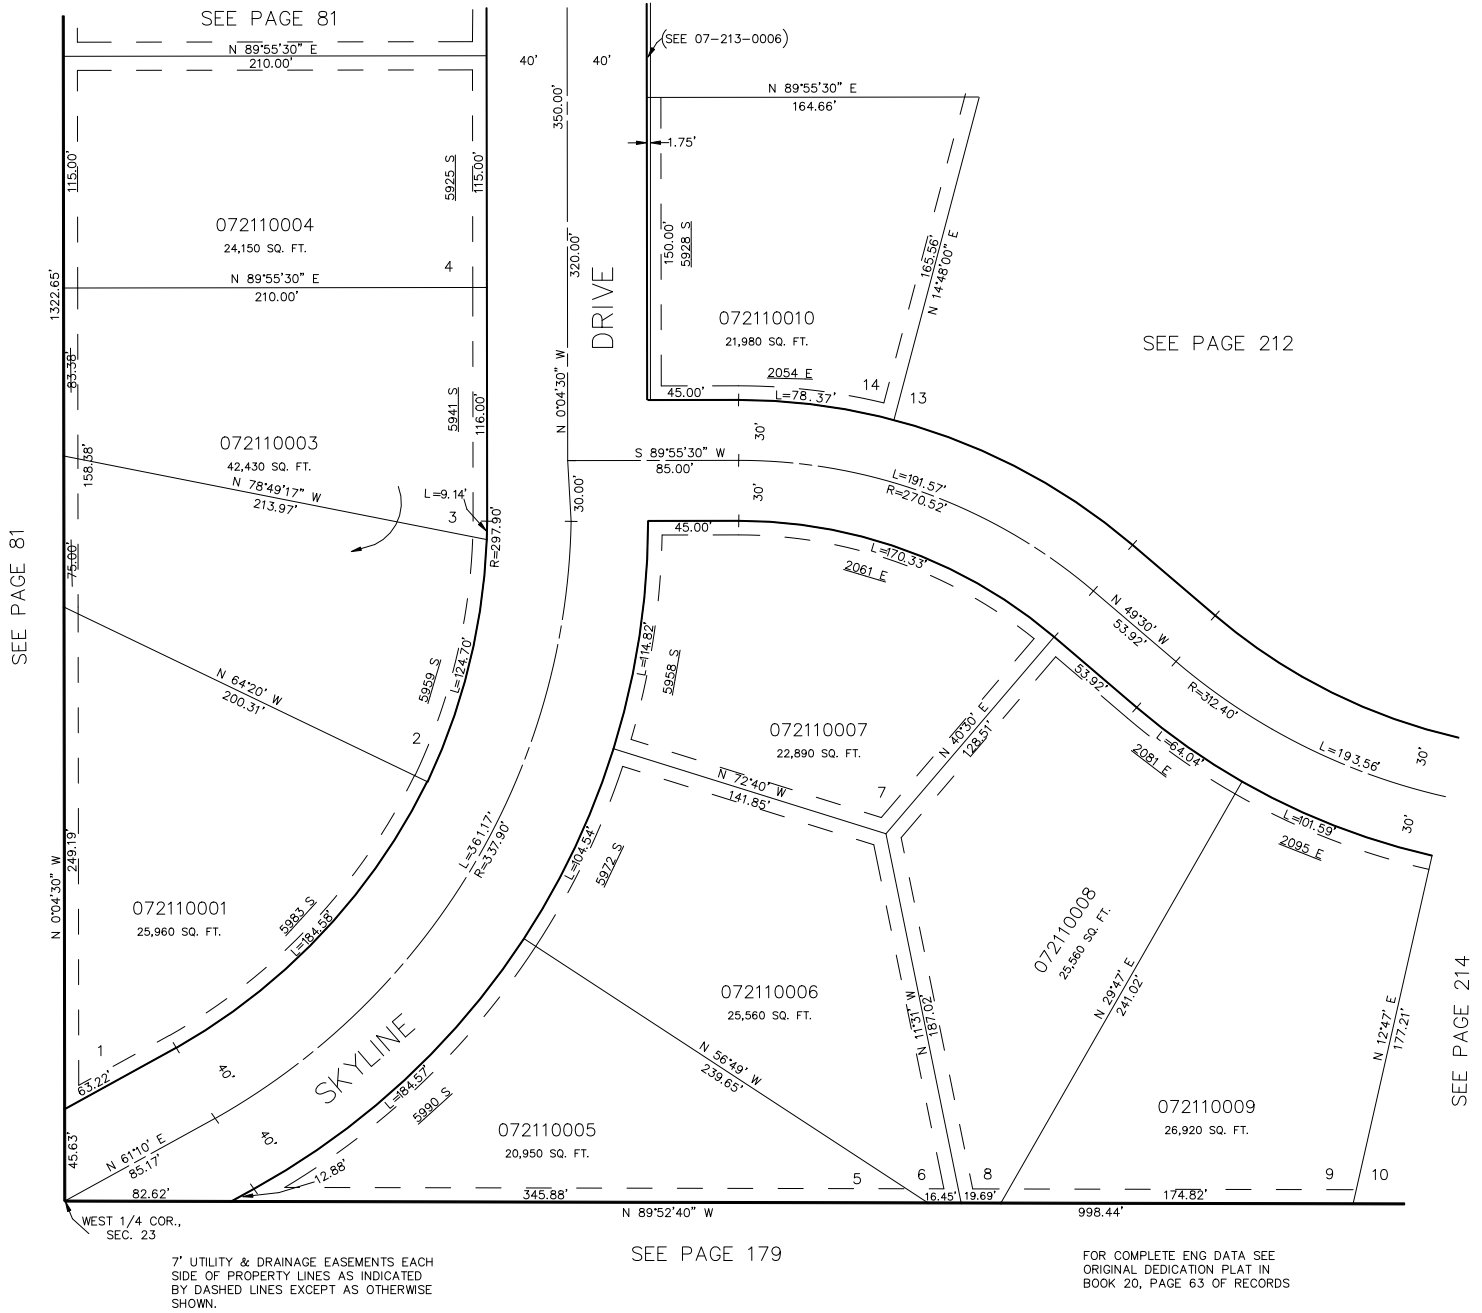 SEE PAGE 81
N 89°55'30" E
210.00'
40'
40'
(SEE 07-213-0006)
N 89°55'30" E
164.66'
350.00'
1.75'
115.00'
5925 S
115.00'
072110004
24,150 SQ. FT.
4
N 89°55'30" E
210.00'
1322.65'
320.00'
DRIVE
150.00'
5928 S
165.56'
N 14°48'00" E
072110010
21,980 SQ. FT.
2054 E
14
13
45.00'
L=78.37'
SEE PAGE 212
83.38'
5941 S
116.00'
N 0°04'30" W
072110003
42,430 SQ. FT.
158.38'
N 78°49'17" W
213.97'
L=9.14'
3
R=297.90'
30.00'
S 89°55'30" W
85.00'
30'
30'
L=191.57'
R=270.52'
45.00'
L=170.33'
2061 E
SEE PAGE 81
75.00'
N 64°20' W
200.31'
5959 S
L=124.70'
2
L=114.82'
5958 S
N 49°30' W
53.92'
53.92'
R=312.40'
L=193.56'
30'
30'
072110007
22,890 SQ. FT.
7
N 40°30' E
128.51'
N 72°40' W
141.85'
L=64.04'
2081 E
L=101.59'
2095 E
249.19'
N 0°04'30" W
L=361.17'
R=337.90'
L=104.54'
5972 S
072110001
25,960 SQ. FT.
5983 S
L=184.58'
072110008
25,560 SQ. FT.
N 29°47' E
241.02'
072110006
25,560 SQ. FT.
N 11°31' W
187.02'
N 12°47' E
177.21'
SEE PAGE 214
1
63.22'
40'
SKYLINE
N 56°49' W
239.65'
L=184.57'
5990 S
40'
45.63'
N 61°10' E
85.17'
12.88'
072110005
20,950 SQ. FT.
072110009
26,920 SQ. FT.
5
6
8
9
10
82.62'
345.88'
16.45'
19.69'
174.82'
N 89°52'40" W
998.44'
WEST 1/4 COR.,
SEC. 23
SEE PAGE 179
7' UTILITY & DRAINAGE EASEMENTS EACH
SIDE OF PROPERTY LINES AS INDICATED
BY DASHED LINES EXCEPT AS OTHERWISE
SHOWN.
FOR COMPLETE ENG DATA SEE
ORIGINAL DEDICATION PLAT IN
BOOK 20, PAGE 63 OF RECORDS